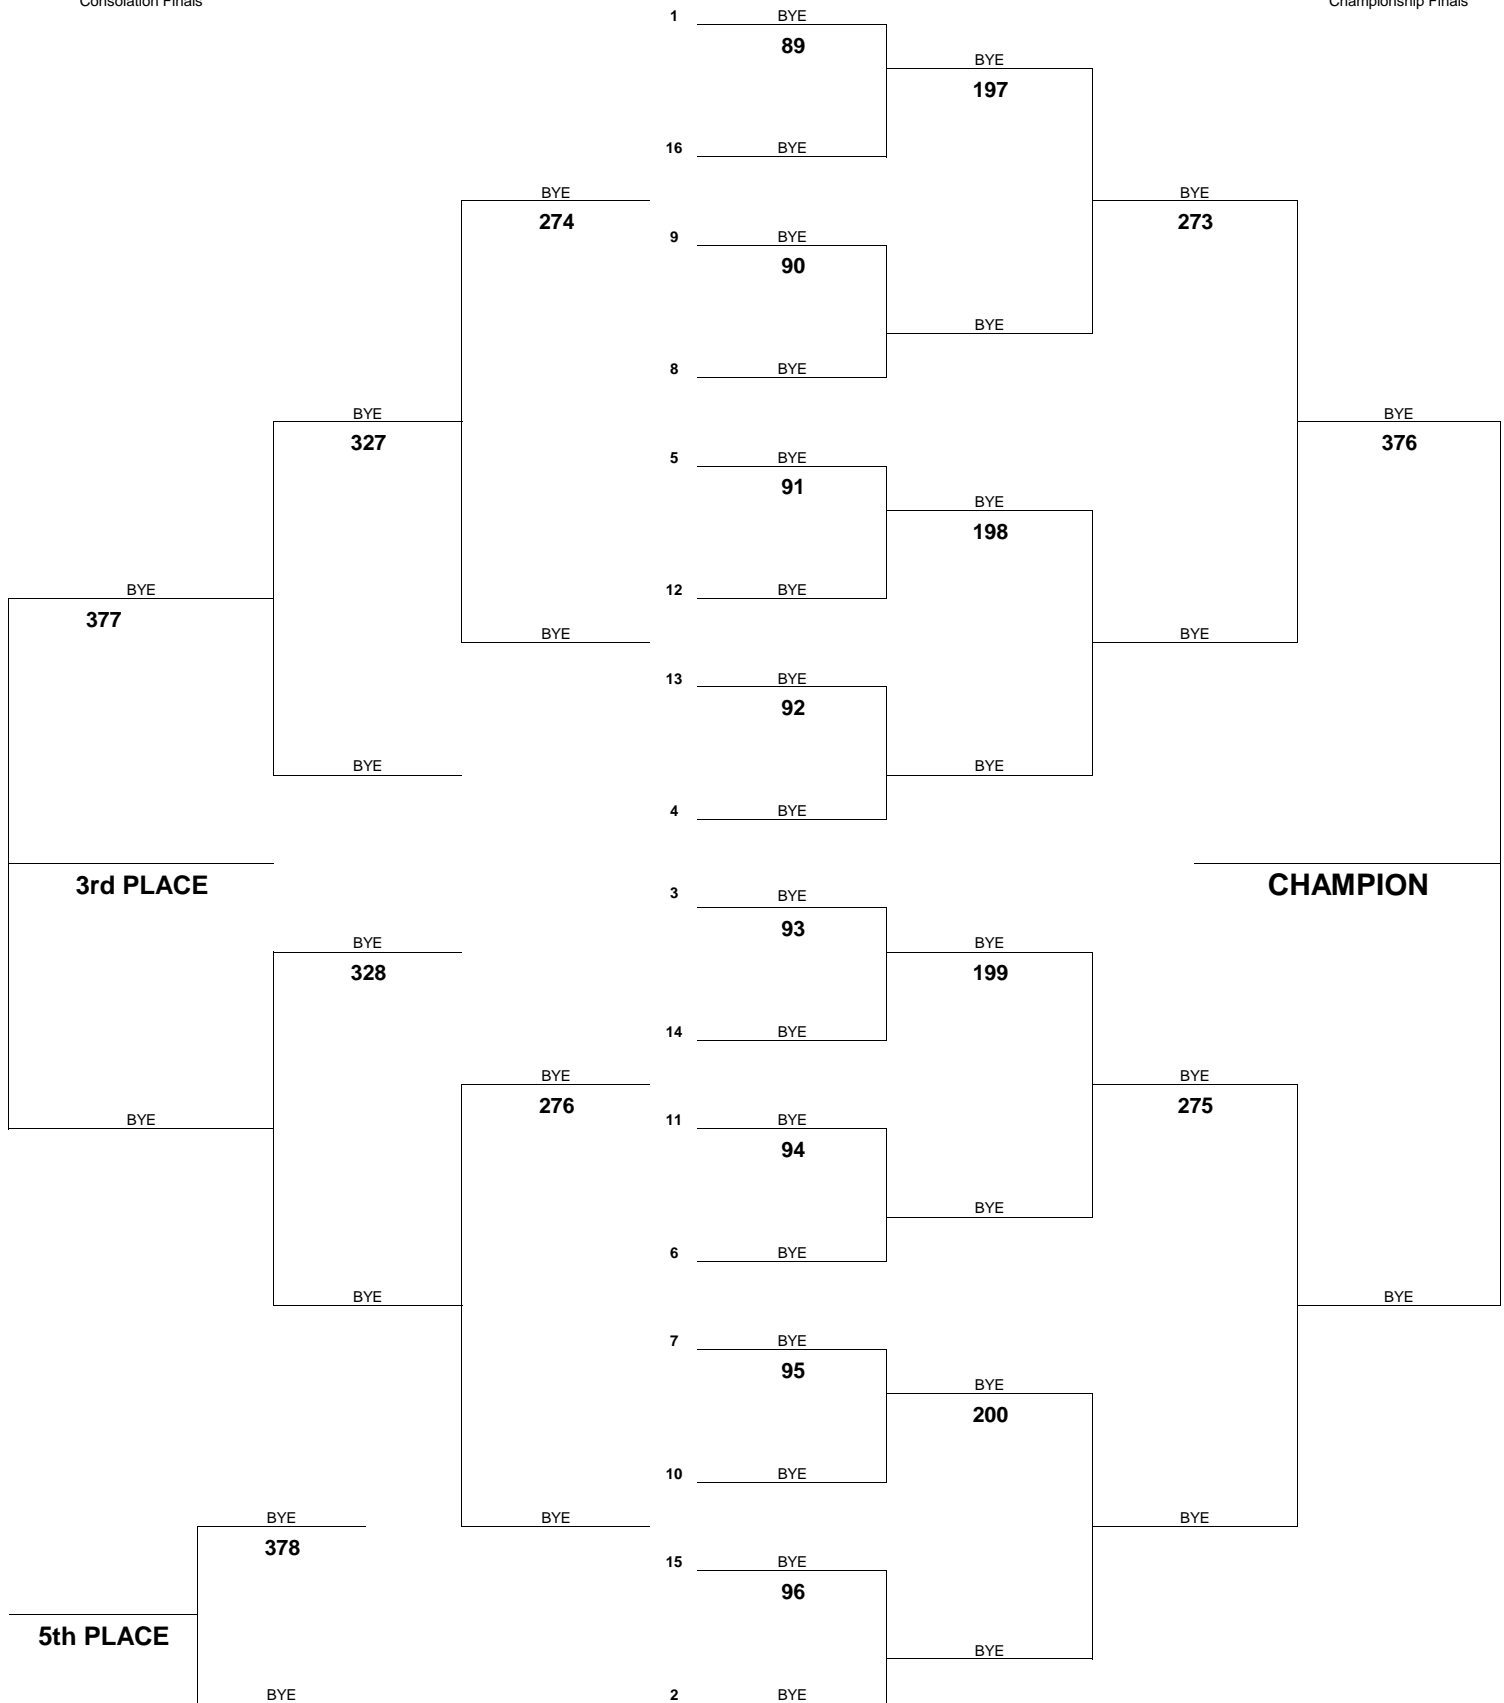 Consolation Finals
Championship Finals
1 BYE
89
BYE
197
16 BYE
BYE
274
BYE
273
9 BYE
90
BYE
8 BYE
BYE
327
BYE
376
5 BYE
91
BYE
198
BYE
377
12 BYE
BYE
BYE
13 BYE
92
BYE
BYE
4 BYE
3rd PLACE
CHAMPION
3 BYE
93
BYE
328
BYE
199
14 BYE
BYE
276
BYE
275
BYE
11 BYE
94
BYE
6 BYE
BYE
BYE
7 BYE
95
BYE
200
10 BYE
BYE
378
BYE
BYE
15 BYE
96
5th PLACE
BYE
BYE
2 BYE